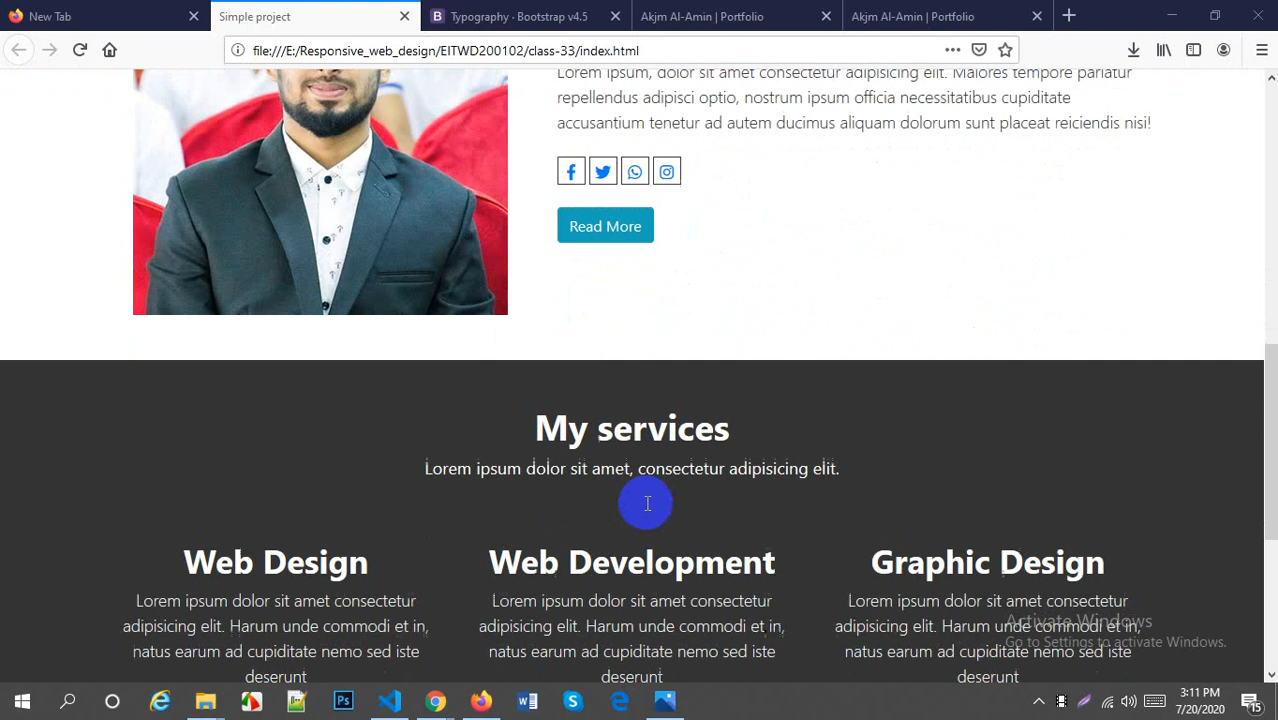 New Tab
Simple project
Typography · Bootstrap v4.5
Akjm Al-Amin | Portfolio
Akjm Al-Amin | Portfolio
file:///E:/Responsive_web_design/EITWD200102/class-33/index.html
Lorem ipsum, dolor sit amet consectetur adipisicing elit. Maiores tempore pariatur
repellendus adipisci optio, nostrum ipsum officia necessitatibus cupiditate
accusantium tenetur ad autem ducimus aliquam dolorum sunt placeat reiciendis nisi!
Read More
My services
Lorem ipsum dolor sit amet, consectetur adipisicing elit.
Web Design
Lorem ipsum dolor sit amet consectetur
adipisicing elit. Harum unde commodi et in,
natus earum ad cupiditate nemo sed iste
deserunt
Web Development
Lorem ipsum dolor sit amet consectetur
adipisicing elit. Harum unde commodi et in,
natus earum ad cupiditate nemo sed iste
deserunt
Graphic Design
Lorem ipsum dolor sit amet consectetur
adipisicing elit. Harum unde commodi et in,
natus earum ad cupiditate nemo sed iste
deserunt
Activate Windows
Go to Settings to activate Windows.
3:11 PM
7/20/2020
15